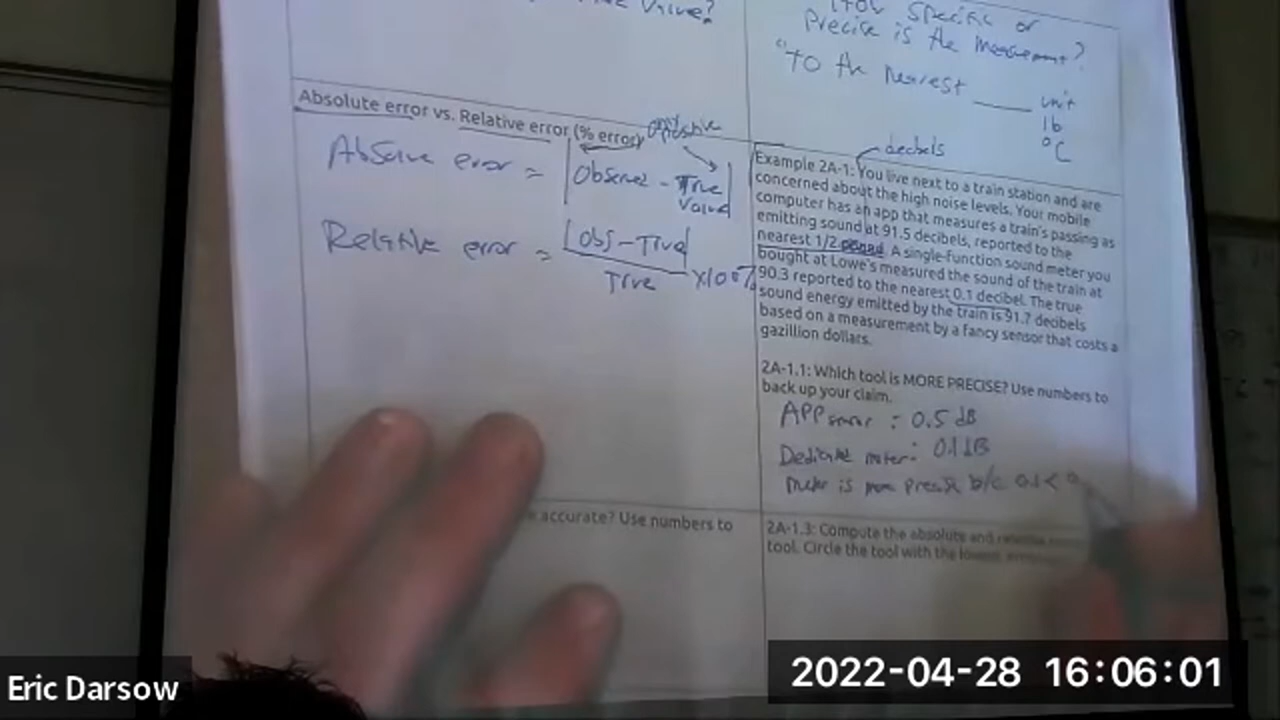 Value?
How specific or
Precise is the measurement?
"To the nearest ____ unit
lb
°C
Absolute error vs. Relative error (% error)
only positive
Absolute error = |Observed - True Value|
Relative error = |obs - True| / True x100%
decibels
Example 2A-1: You live next to a train station and are
concerned about the high noise levels. Your mobile
computer has an app that measures a train's passing as
emitting sound at 91.5 decibels, reported to the
nearest 1/2. A single-function sound meter you
bought at Lowe's measured the sound of the train at
90.3 reported to the nearest 0.1 decibel. The true
sound energy emitted by the train is 91.7 decibels
based on a measurement by a fancy sensor that costs a
gazillion dollars.
2A-1.1: Which tool is MORE PRECISE? Use numbers to
back up your claim.
APP sensor : 0.5 dB
Dedicated meter: 0.1 dB
meter is more precise b/c 0.1 < 0
accurate? Use numbers to
2A-1.3: Compute the absolute and relative
tool. Circle the tool with the lowest
Eric Darsow
2022-04-28 16:06:01